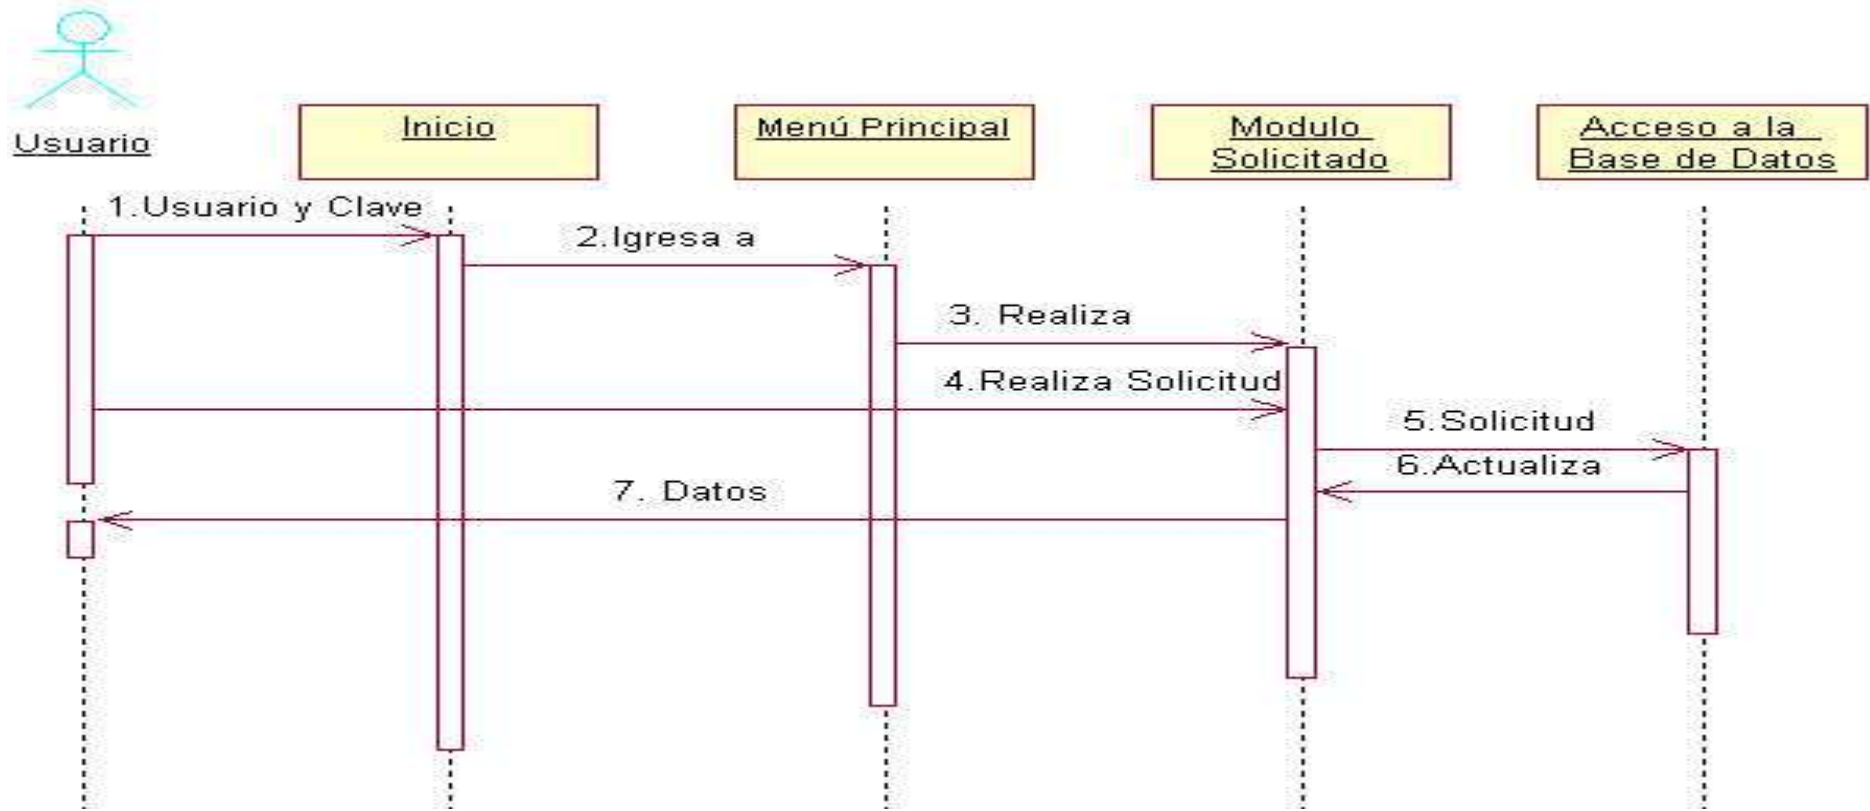 Usuario
Inicio
Menú Principal
Modulo
Solicitado
Acceso a la
Base de Datos
1.Usuario y Clave
2.Igresa a
3. Realiza
4.Realiza Solicitud
5.Solicitud
6.Actualiza
7. Datos